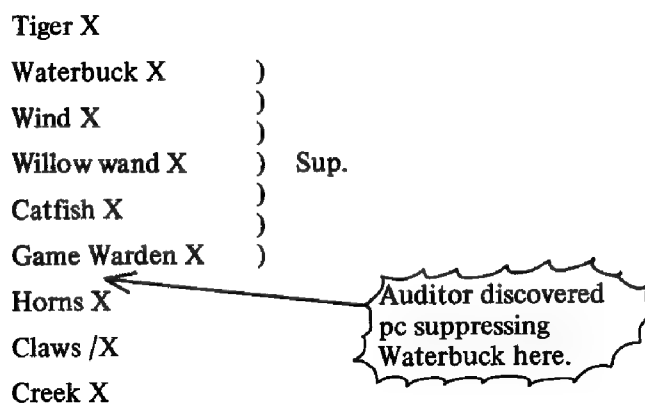 Tiger X
Waterbuck X )
)
Wind X )
)
Willow wand X ) Sup.
)
Catfish X )
)
Game Warden X )
Horns X
Claws /X
Creek X
Auditor discovered
pc suppressing
Waterbuck here.